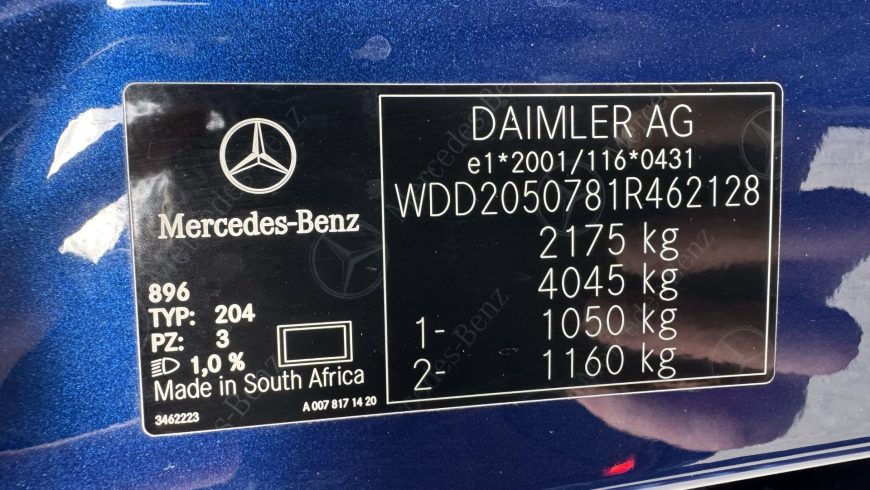 Mercedes-Benz
896
TYP: 204
PZ: 3
1,0 %
Made in South Africa
3462223
A 007 817 14 20
DAIMLER AG
e1*2001/116*0431
WDD2050781R462128
2175 kg
4045 kg
1- 1050 kg
2- 1160 kg